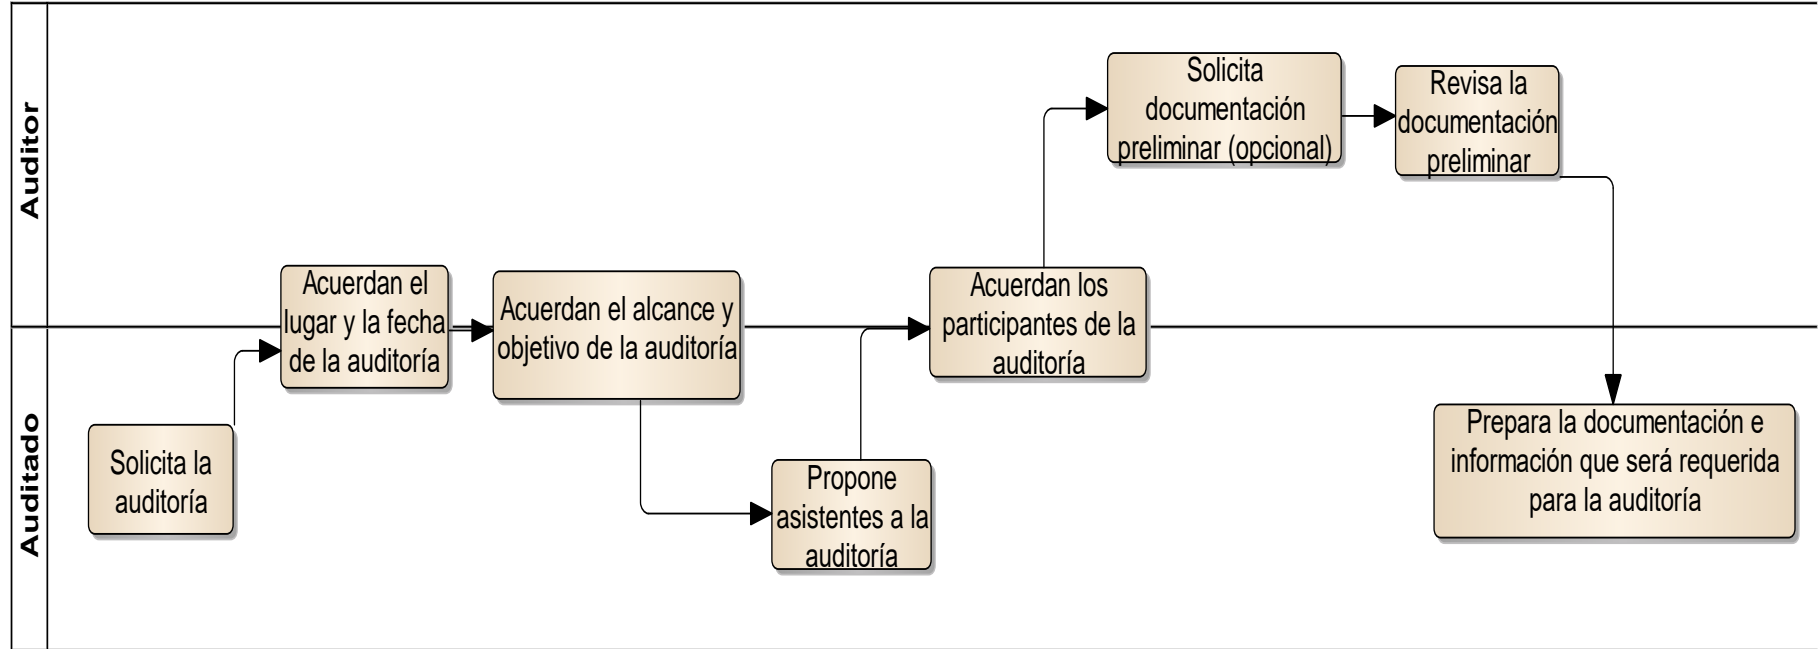 Auditor
Auditado
Solicita la
auditoría
Acuerdan el
lugar y la fecha
de la auditoría
Acuerdan el alcance y
objetivo de la auditoría
Propone
asistentes a la
auditoría
Acuerdan los
participantes de la
auditoría
Solicita
documentación
preliminar (opcional)
Revisa la
documentación
preliminar
Prepara la documentación e
información que será requerida
para la auditoría